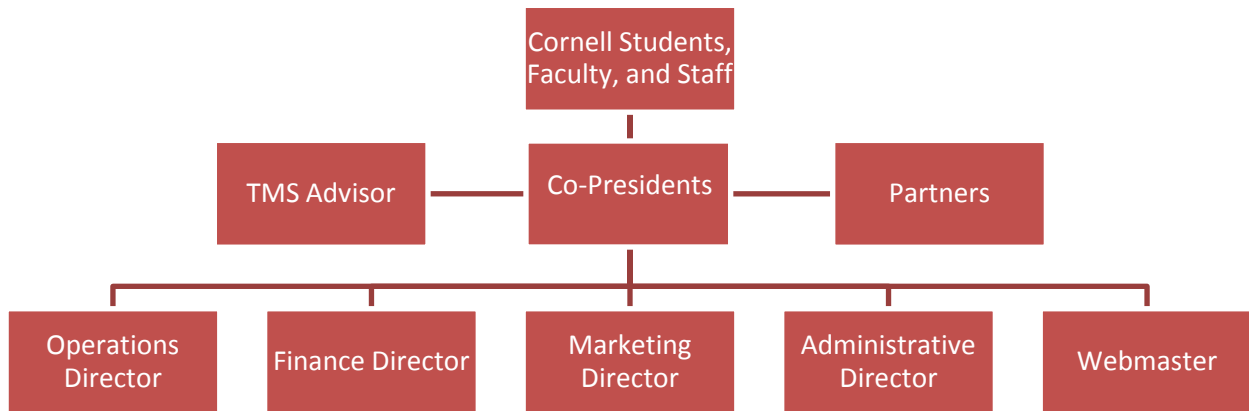 Cornell Students,
Faculty, and Staff
TMS Advisor
Co-Presidents
Partners
Operations
Director
Finance Director
Marketing
Director
Administrative
Director
Webmaster